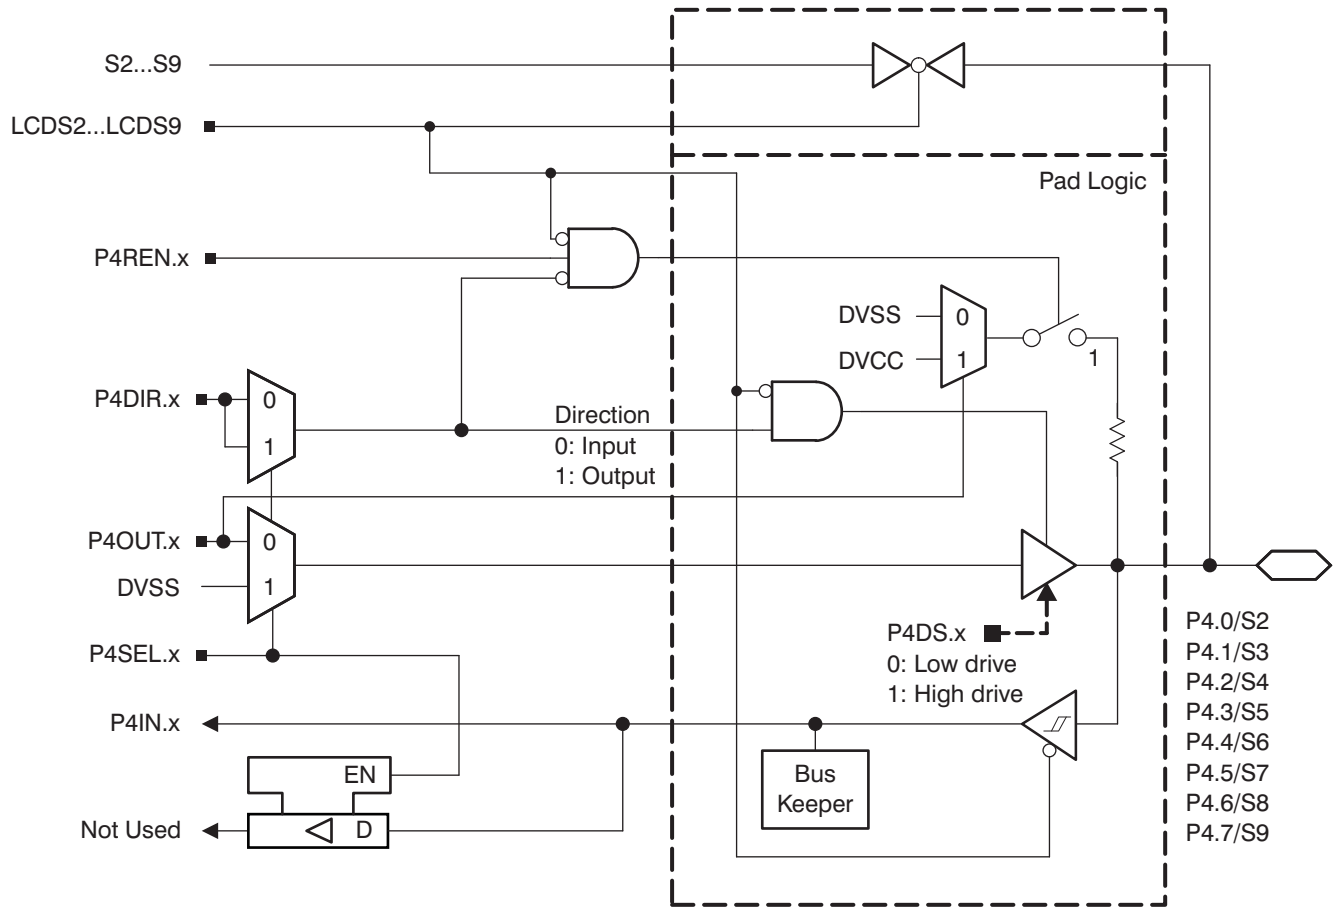 S2...S9
LCDS2...LCDS9
Pad Logic
P4REN.x
DVSS
0
DVCC
1
1
P4DIR.x
0
1
Direction
0: Input
1: Output
P4OUT.x
0
DVSS
1
P4SEL.x
P4DS.x
0: Low drive
1: High drive
P4.0/S2
P4.1/S3
P4.2/S4
P4.3/S5
P4.4/S6
P4.5/S7
P4.6/S8
P4.7/S9
P4IN.x
EN
Bus
Keeper
Not Used
D